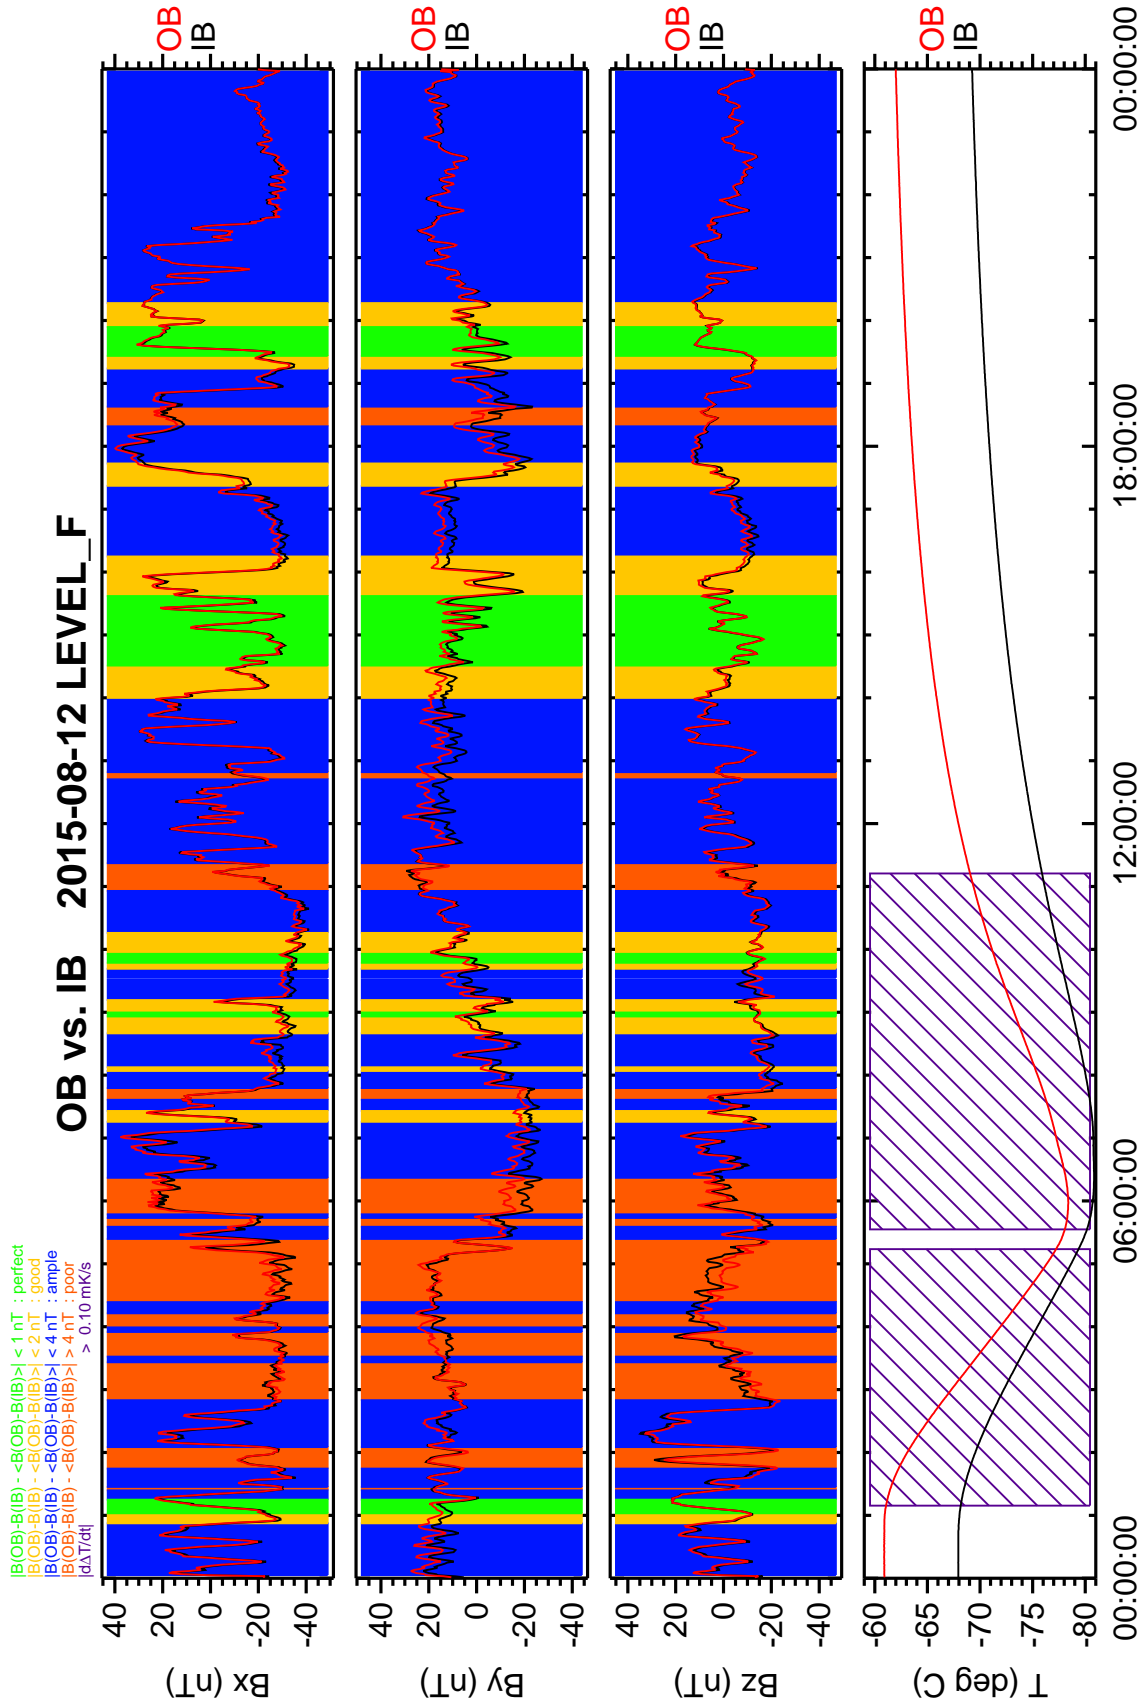 OB vs. IB 2015-08-12 LEVEL_F
|B(OB)-B(IB) - <B(OB)-B(IB)>| < 1 nT : perfect
|B(OB)-B(IB) - <B(OB)-B(IB)>| < 2 nT : good
|B(OB)-B(IB) - <B(OB)-B(IB)>| < 4 nT : ample
|B(OB)-B(IB) - <B(OB)-B(IB)>| > 4 nT : poor
|dΔT/dt| > 0.10 mK/s
Bx (nT)
40
20
0
-20
-40
OB
IB
By (nT)
40
20
0
-20
-40
OB
IB
Bz (nT)
40
20
0
-20
-40
OB
IB
T (deg C)
-60
-65
-70
-75
-80
OB
IB
00:00:00
06:00:00
12:00:00
18:00:00
00:00:00